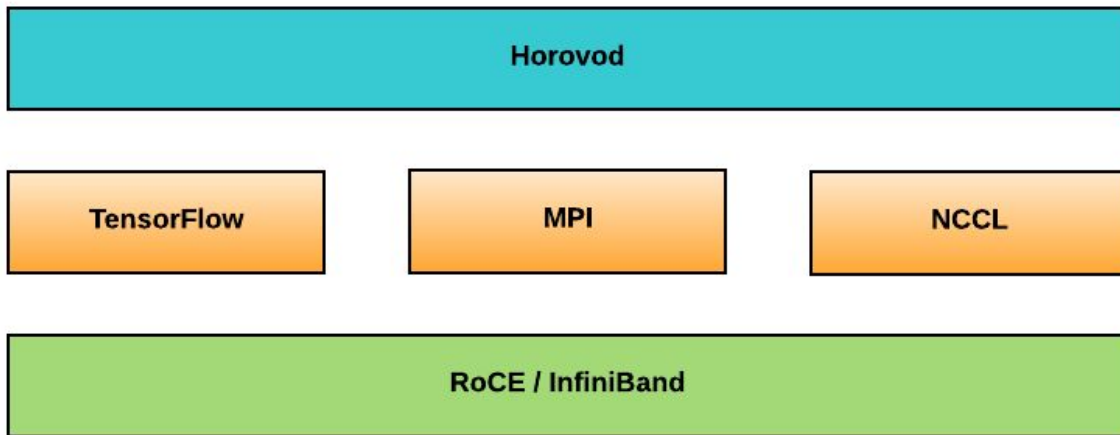 Horovod
TensorFlow
MPI
NCCL
RoCE / InfiniBand